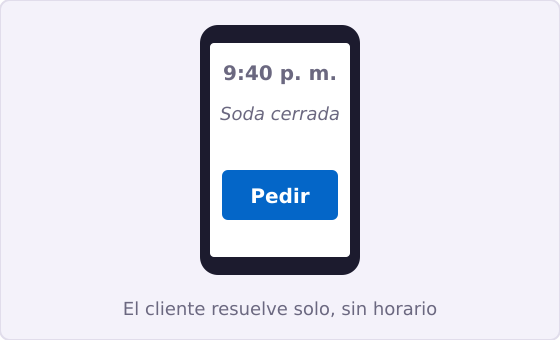 9:40 p. m.
Soda cerrada
Pedir
El cliente resuelve solo, sin horario